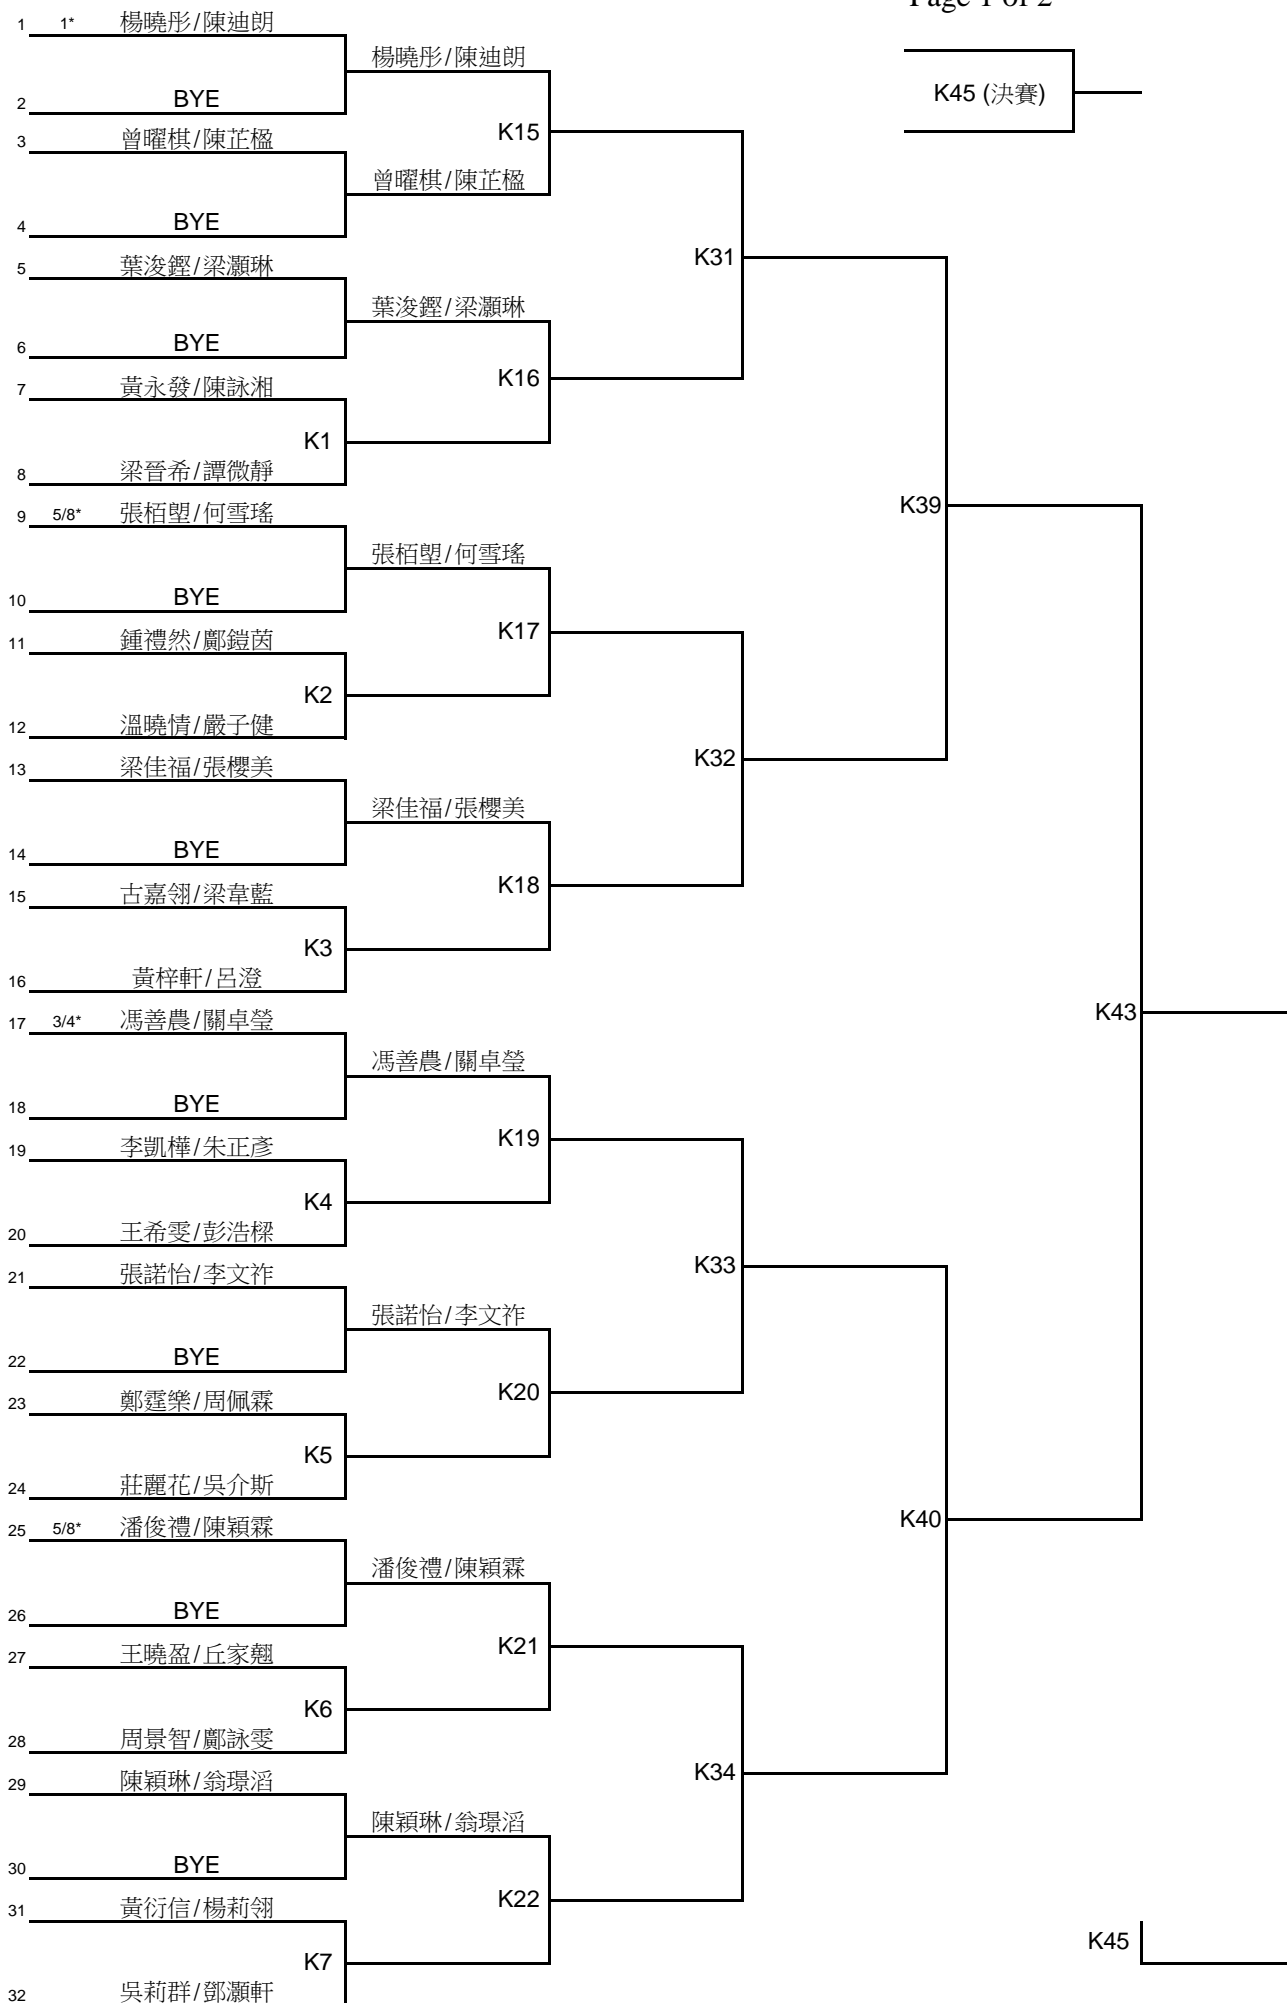 Page 1 of 2
1 1* 楊曉彤/陳迪朗
楊曉彤/陳迪朗
K45 (決賽)
2 BYE
K15
3 曾曜棋/陳芷楹
曾曜棋/陳芷楹
4 BYE
K31
5 葉浚鏗/梁灝琳
葉浚鏗/梁灝琳
6 BYE
K16
7 黃永發/陳詠湘
K1
8 梁晉希/譚微靜
K39
9 5/8* 張栢塱/何雪瑤
張栢塱/何雪瑤
10 BYE
K17
11 鍾禮然/鄺鎧茵
K2
12 溫曉情/嚴子健
K32
13 梁佳福/張櫻美
梁佳福/張櫻美
14 BYE
K18
15 古嘉翎/梁韋藍
K3
16 黃梓軒/呂澄
K43
17 3/4* 馮善農/關卓瑩
馮善農/關卓瑩
18 BYE
K19
19 李凱樺/朱正彥
K4
20 王希雯/彭浩樑
K33
21 張諾怡/李文祚
張諾怡/李文祚
22 BYE
K20
23 鄭霆樂/周佩霖
K5
24 莊麗花/吳介斯
K40
25 5/8* 潘俊禮/陳穎霖
潘俊禮/陳穎霖
26 BYE
K21
27 王曉盈/丘家翹
K6
28 周景智/鄺詠雯
K34
29 陳穎琳/翁璟滔
陳穎琳/翁璟滔
30 BYE
K22
31 黃衍信/楊莉翎
K45
K7
32 吳莉群/鄧灝軒